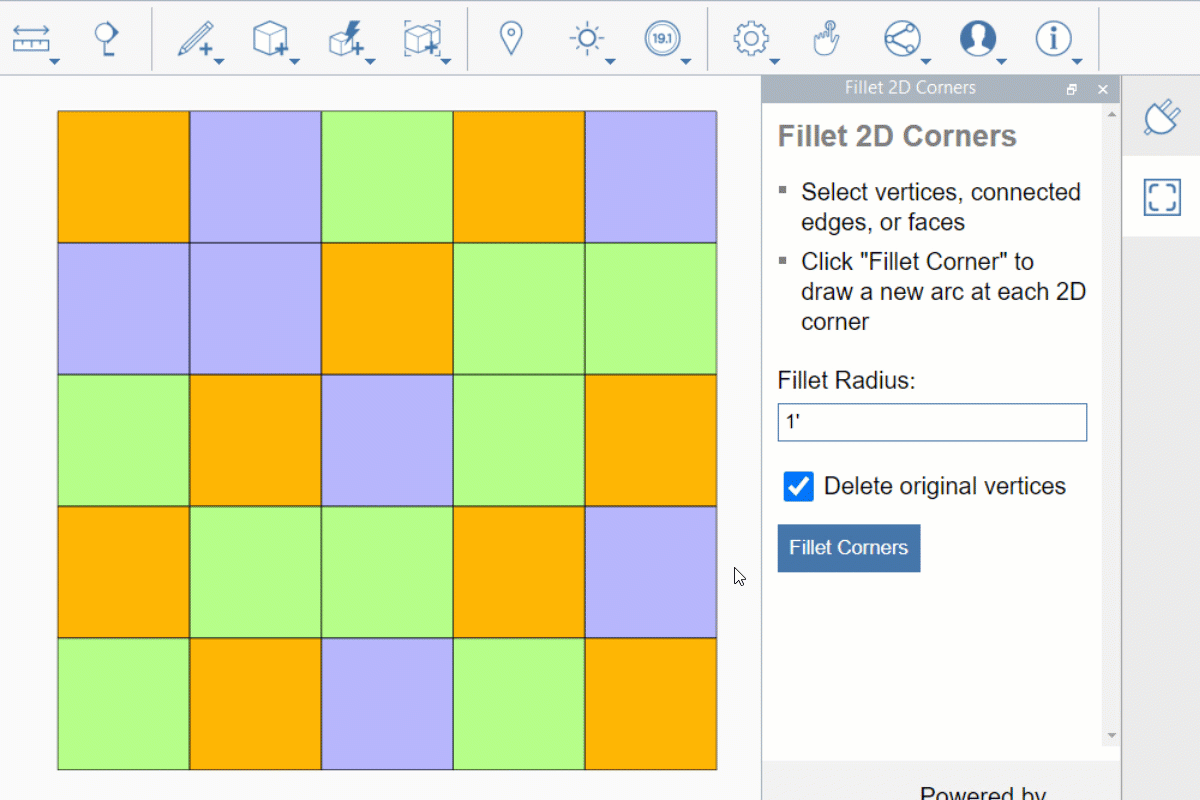 19.1
Fillet 2D Corners
Fillet 2D Corners
Select vertices, connected
edges, or faces
Click "Fillet Corner" to
draw a new arc at each 2D
corner
Fillet Radius:
1'
Delete original vertices
Fillet Corners
Powered by